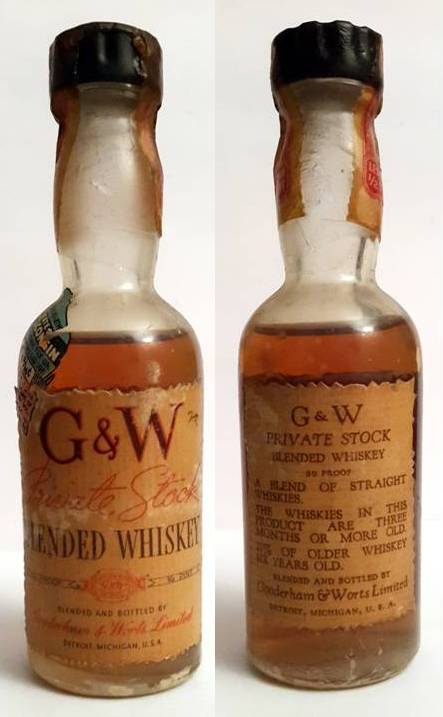 G&W
Private Stock
BLENDED WHISKEY
PINT
BLENDED AND BOTTLED BY
Gooderham & Worts Limited
DETROIT, MICHIGAN, U.S.A.
G & W
PRIVATE STOCK
BLENDED WHISKEY
90 PROOF
A BLEND OF STRAIGHT
WHISKIES.
THE WHISKIES IN THIS
PRODUCT ARE THREE
MONTHS OR MORE OLD.
OF OLDER WHISKEY
SIX YEARS OLD.
BLENDED AND BOTTLED BY
Gooderham & Worts Limited
DETROIT, MICHIGAN, U. S. A.